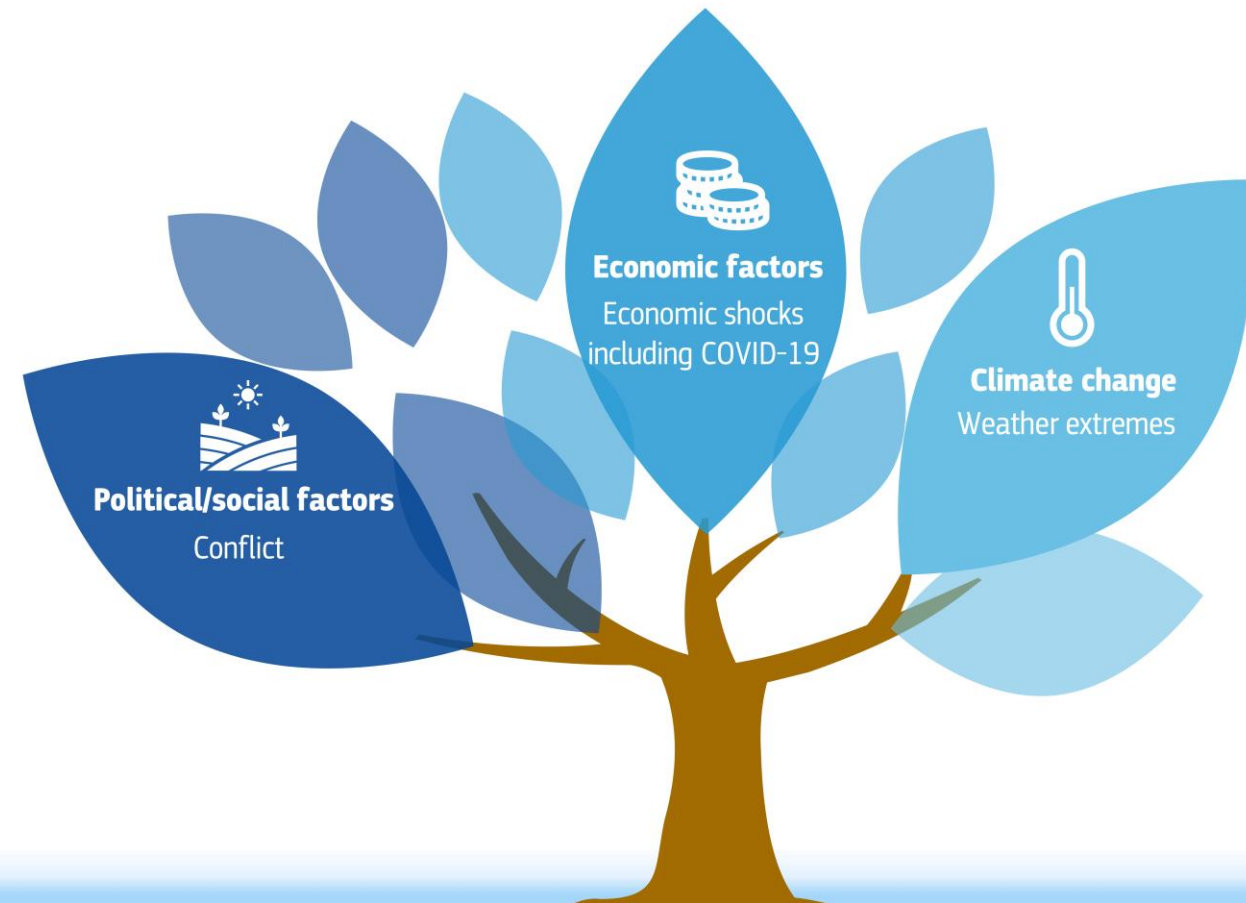 Economic factors
Economic shocks
including COVID-19
Climate change
Weather extremes
Political/social factors
Conflict